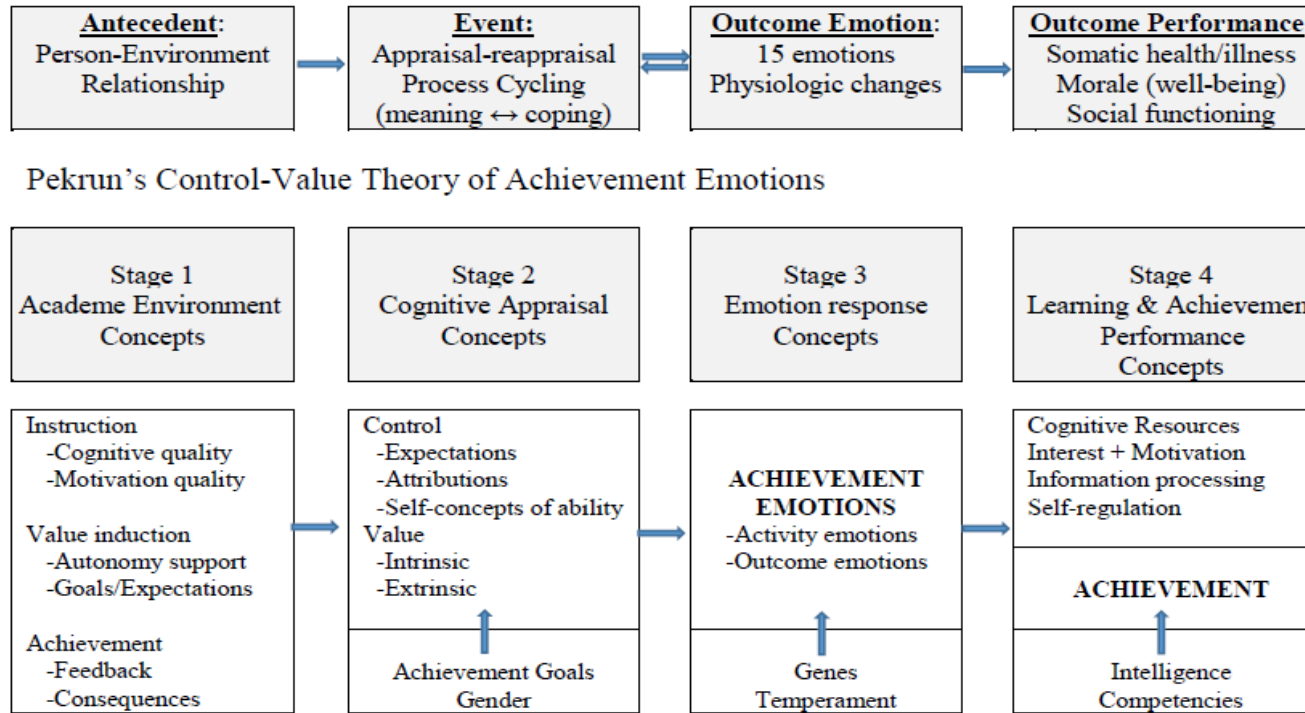 Antecedent:
Person-Environment
Relationship
Event:
Appraisal-reappraisal
Process Cycling
(meaning ↔ coping)
Outcome Emotion:
15 emotions
Physiologic changes
Outcome Performance
Somatic health/illness
Morale (well-being)
Social functioning
Pekrun's Control-Value Theory of Achievement Emotions
Stage 1
Academe Environment
Concepts
Stage 2
Cognitive Appraisal
Concepts
Stage 3
Emotion response
Concepts
Stage 4
Learning & Achievemen
Performance
Concepts
Instruction
-Cognitive quality
-Motivation quality
Value induction
-Autonomy support
-Goals/Expectations
Achievement
-Feedback
-Consequences
Control
-Expectations
-Attributions
-Self-concepts of ability
Value
-Intrinsic
-Extrinsic
Achievement Goals
Gender
ACHIEVEMENT
EMOTIONS
-Activity emotions
-Outcome emotions
Genes
Temperament
Cognitive Resources
Interest + Motivation
Information processing
Self-regulation
ACHIEVEMENT
Intelligence
Competencies